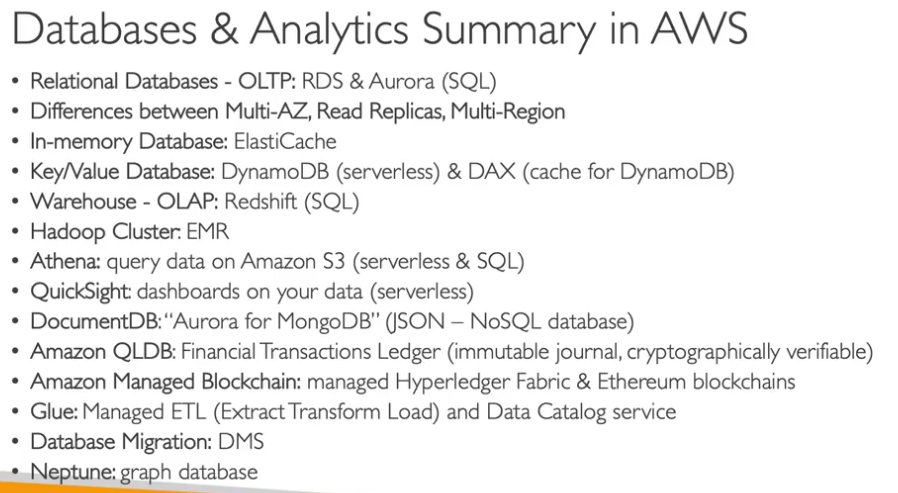 Databases & Analytics Summary in AWS
• Relational Databases - OLTP: RDS & Aurora (SQL)
• Differences between Multi-AZ, Read Replicas, Multi-Region
• In-memory Database: ElastiCache
• Key/Value Database: DynamoDB (serverless) & DAX (cache for DynamoDB)
• Warehouse - OLAP: Redshift (SQL)
• Hadoop Cluster: EMR
• Athena: query data on Amazon S3 (serverless & SQL)
• QuickSight: dashboards on your data (serverless)
• DocumentDB: “Aurora for MongoDB” (JSON – NoSQL database)
• Amazon QLDB: Financial Transactions Ledger (immutable journal, cryptographically verifiable)
• Amazon Managed Blockchain: managed Hyperledger Fabric & Ethereum blockchains
• Glue: Managed ETL (Extract Transform Load) and Data Catalog service
• Database Migration: DMS
• Neptune: graph database